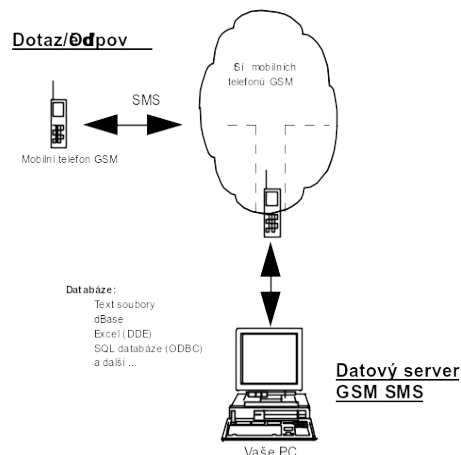 Dotaz/Odpov
Síť mobilních
telefonů GSM
SMS
Mobilní telefon GSM
Databáze:
Text soubory
dBase
Excel (DDE)
SQL databáze (ODBC)
a další ...
Datový server
GSM SMS
Vaše PC